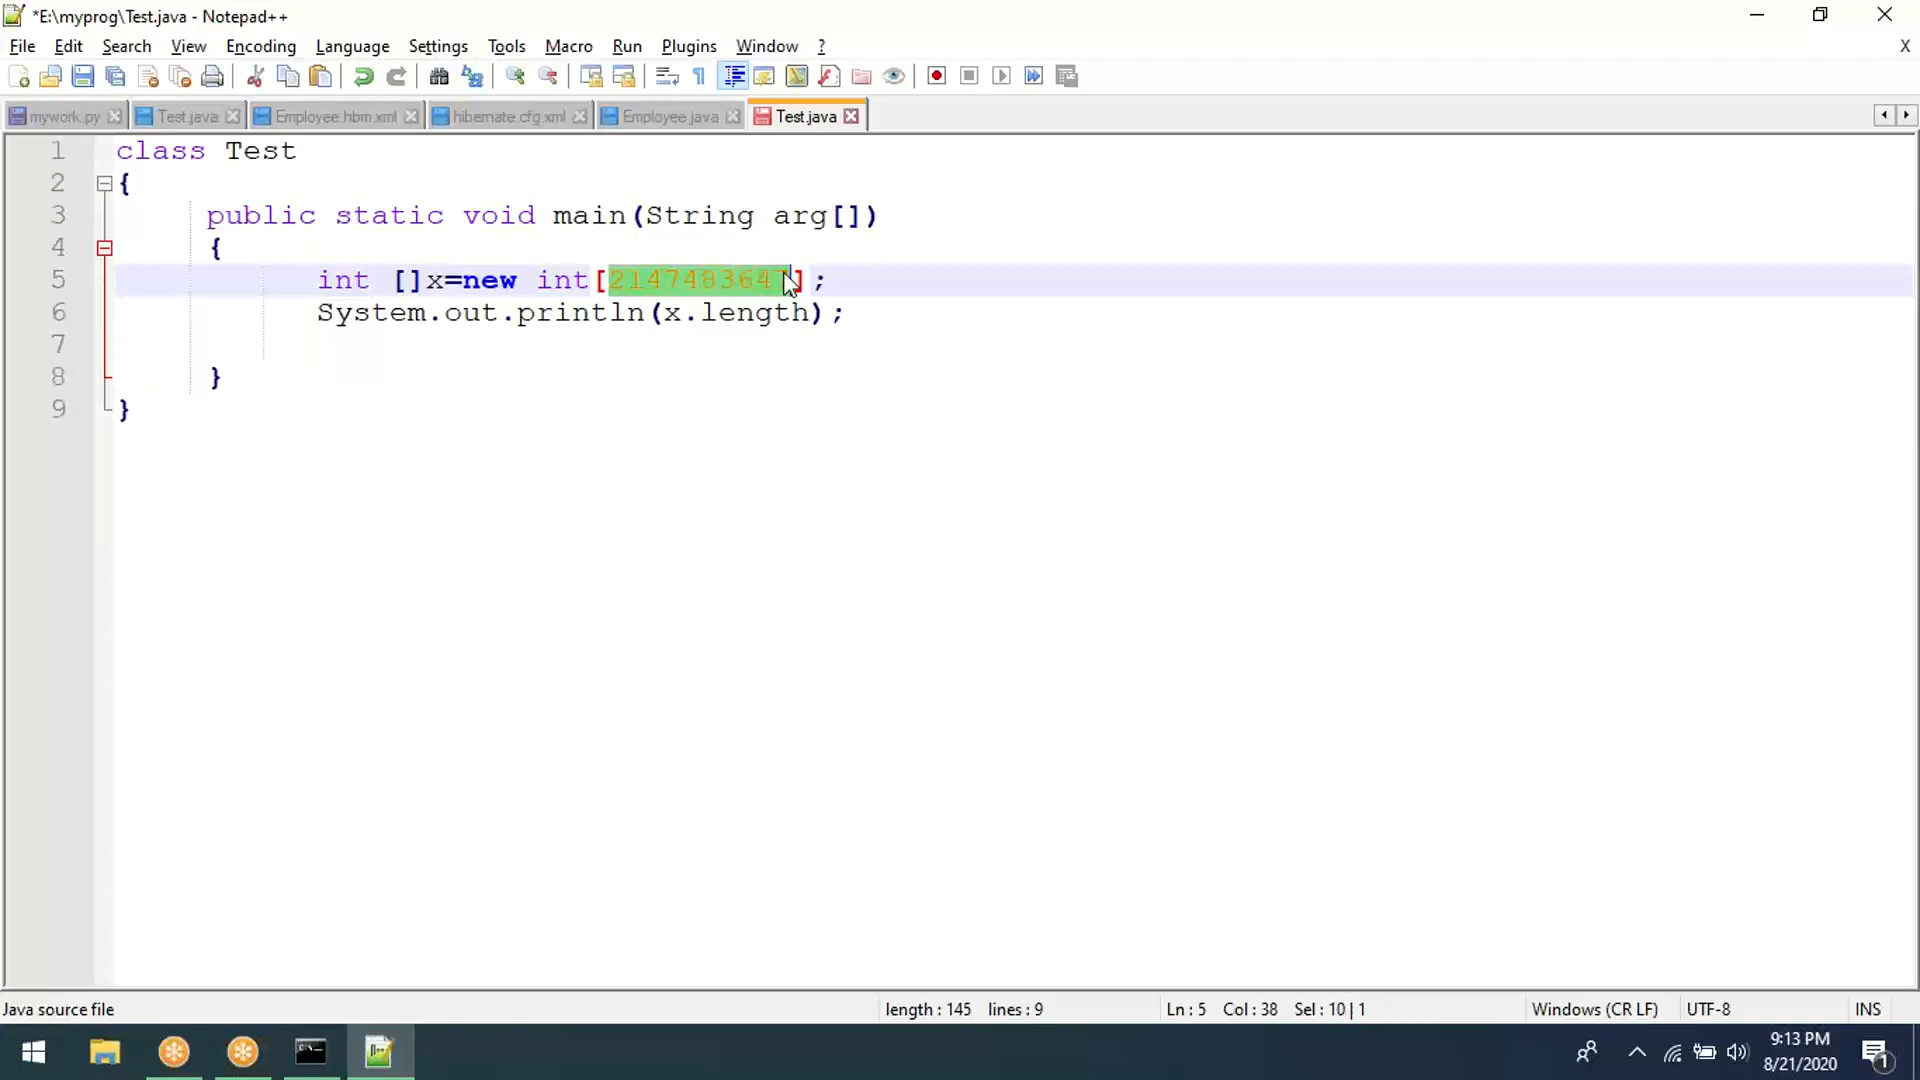 *E:\myprog\Test.java - Notepad++
File Edit Search View Encoding Language Settings Tools Macro Run Plugins Window ? X
mywork.py Test.java Employee.hbm.xml hibernate.cfg.xml Employee.java Test.java
1 class Test
2 {
3 public static void main(String arg[])
4 {
5 int []x=new int[2147483647];
6 System.out.println(x.length);
7
8 }
9 }
Java source file length : 145 lines : 9 Ln : 5 Col : 38 Sel : 10 | 1 Windows (CR LF) UTF-8 INS
9:13 PM
8/21/2020
1